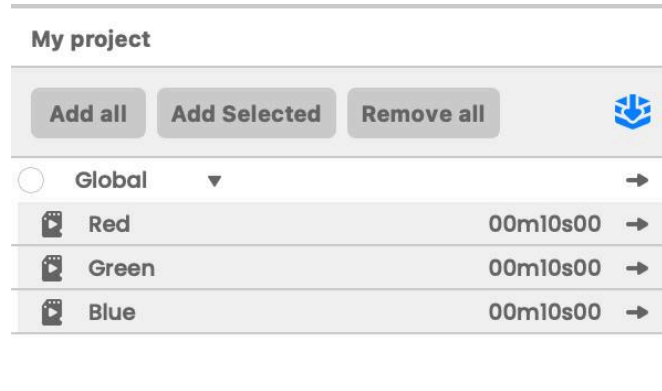 My project
Add all Add Selected Remove all
Global
Red 00m10s00
Green 00m10s00
Blue 00m10s00